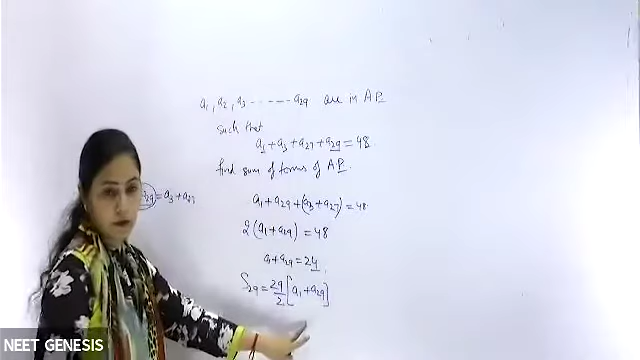 a₁, a₂, a₃ ------ a₂₉ are in AP
such that
a₁ + a₃ + a₂₇ + a₂₉ = 48.
find sum of terms of AP.
a₂₉ = a₃ + a₂₇
a₁ + a₂₉ + (a₃ + a₂₇) = 48
2(a₁ + a₂₉) = 48
a₁ + a₂₉ = 24.
S₂₉ = 29/2 [a₁ + a₂₉]
NEET GENESIS